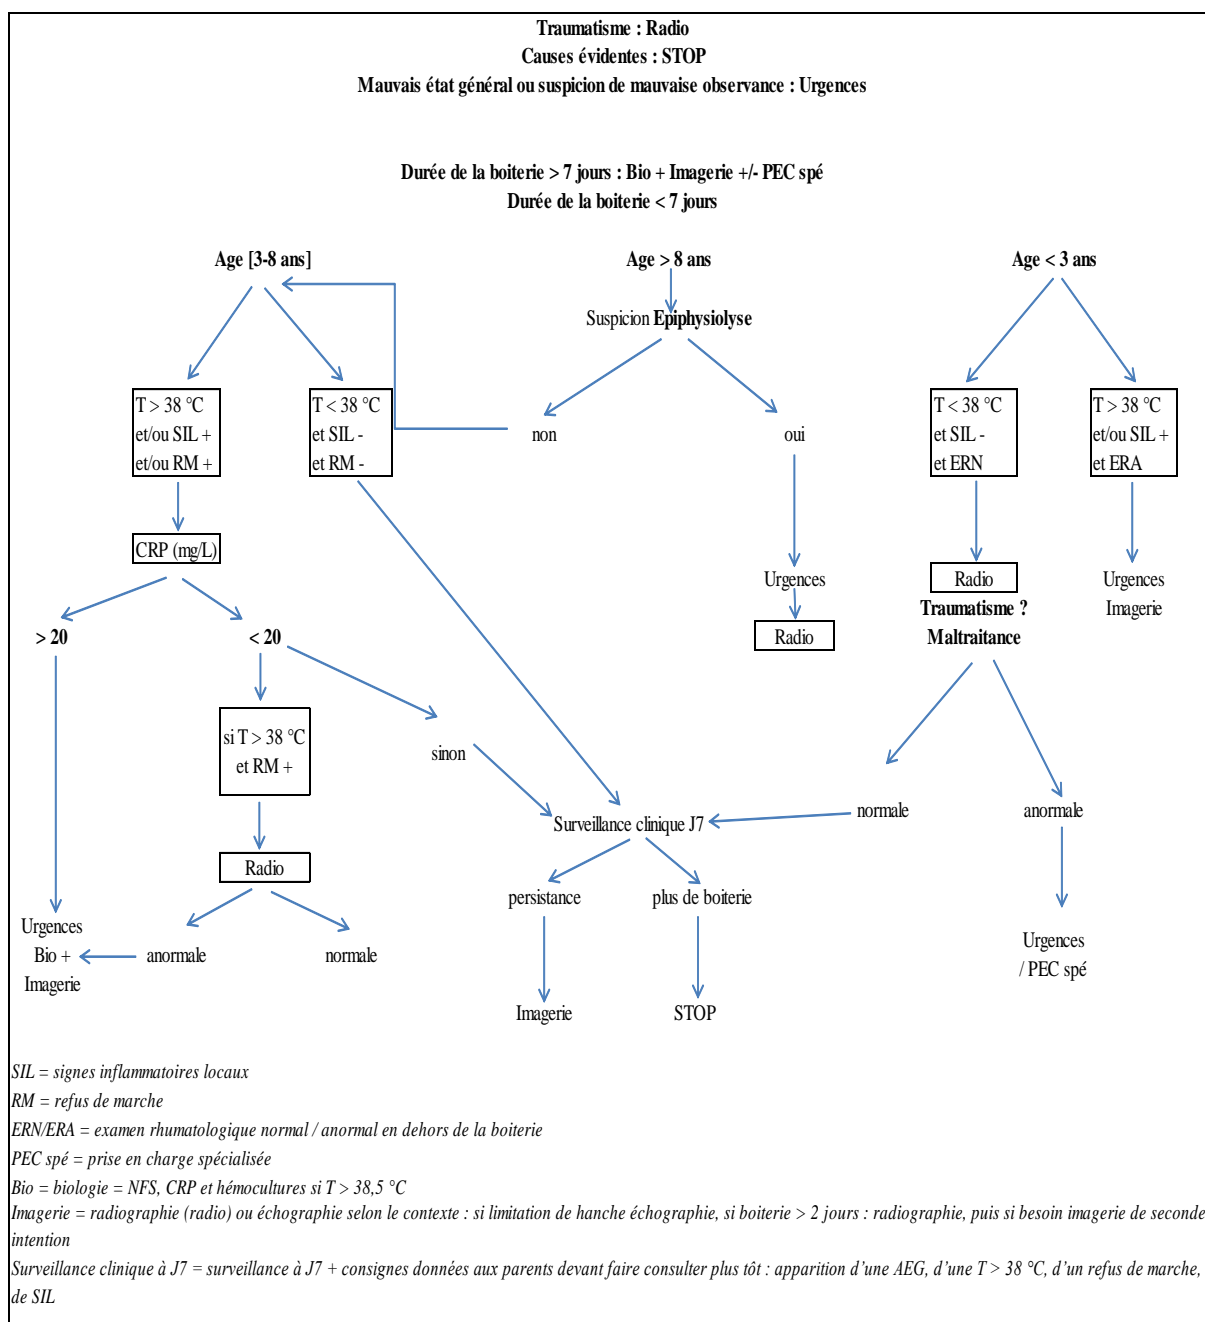 Traumatisme : Radio
Causes évidentes : STOP
Mauvais état général ou suspicion de mauvaise observance : Urgences
Durée de la boiterie > 7 jours : Bio + Imagerie +/- PEC spé
Durée de la boiterie < 7 jours
Age [3-8 ans]
Age > 8 ans
Age < 3 ans
Suspicion Epiphysiolyse
T > 38 °C
et/ou SIL +
et/ou RM +
T < 38 °C
et SIL -
et RM -
non
oui
T < 38 °C
et SIL -
et ERN
T > 38 °C
et/ou SIL +
et ERA
CRP (mg/L)
Urgences
Radio
Radio
Traumatisme ?
Maltraitance
Urgences
Imagerie
> 20
< 20
si T > 38 °C
et RM +
sinon
Surveillance clinique J7
normale
anormale
Radio
persistance
plus de boiterie
Urgences
Bio +
Imagerie
anormale
normale
Urgences
/ PEC spé
Imagerie
STOP
SIL = signes inflammatoires locaux
RM = refus de marche
ERN/ERA = examen rhumatologique normal / anormal en dehors de la boiterie
PEC spé = prise en charge spécialisée
Bio = biologie = NFS, CRP et hémocultures si T > 38,5 °C
Imagerie = radiographie (radio) ou échographie selon le contexte : si limitation de hanche échographie, si boiterie > 2 jours : radiographie, puis si besoin imagerie de seconde
intention
Surveillance clinique à J7 = surveillance à J7 + consignes données aux parents devant faire consulter plus tôt : apparition d'une AEG, d'une T > 38 °C, d'un refus de marche,
de SIL